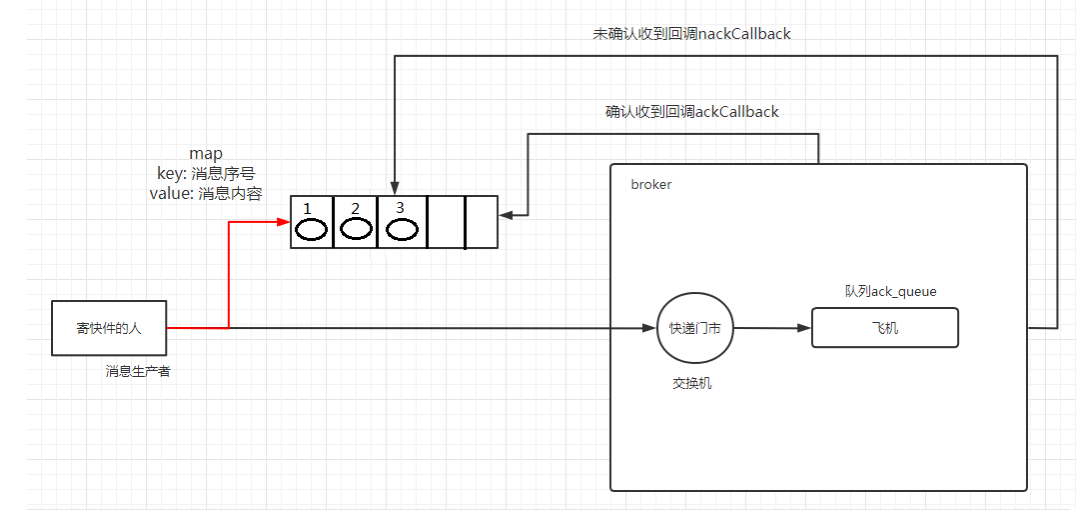 未确认收到回调nackCallback
确认收到回调ackCallback
map
key: 消息序号
value: 消息内容
1
2
3
broker
队列ack_queue
寄快件的人
快递门市
飞机
消息生产者
交换机